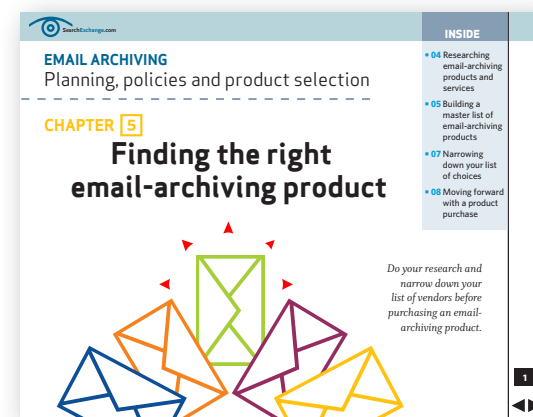 SearchExchange.com
EMAIL ARCHIVING
Planning, policies and product selection
CHAPTER 5
Finding the right
email-archiving product
INSIDE
• 04 Researching
email-archiving
products and
services
• 05 Building a
master list of
email-archiving
products
• 07 Narrowing
down your list
of choices
• 08 Moving forward
with a product
purchase
Do your research and
narrow down your
list of vendors before
purchasing an email-
archiving product.
1